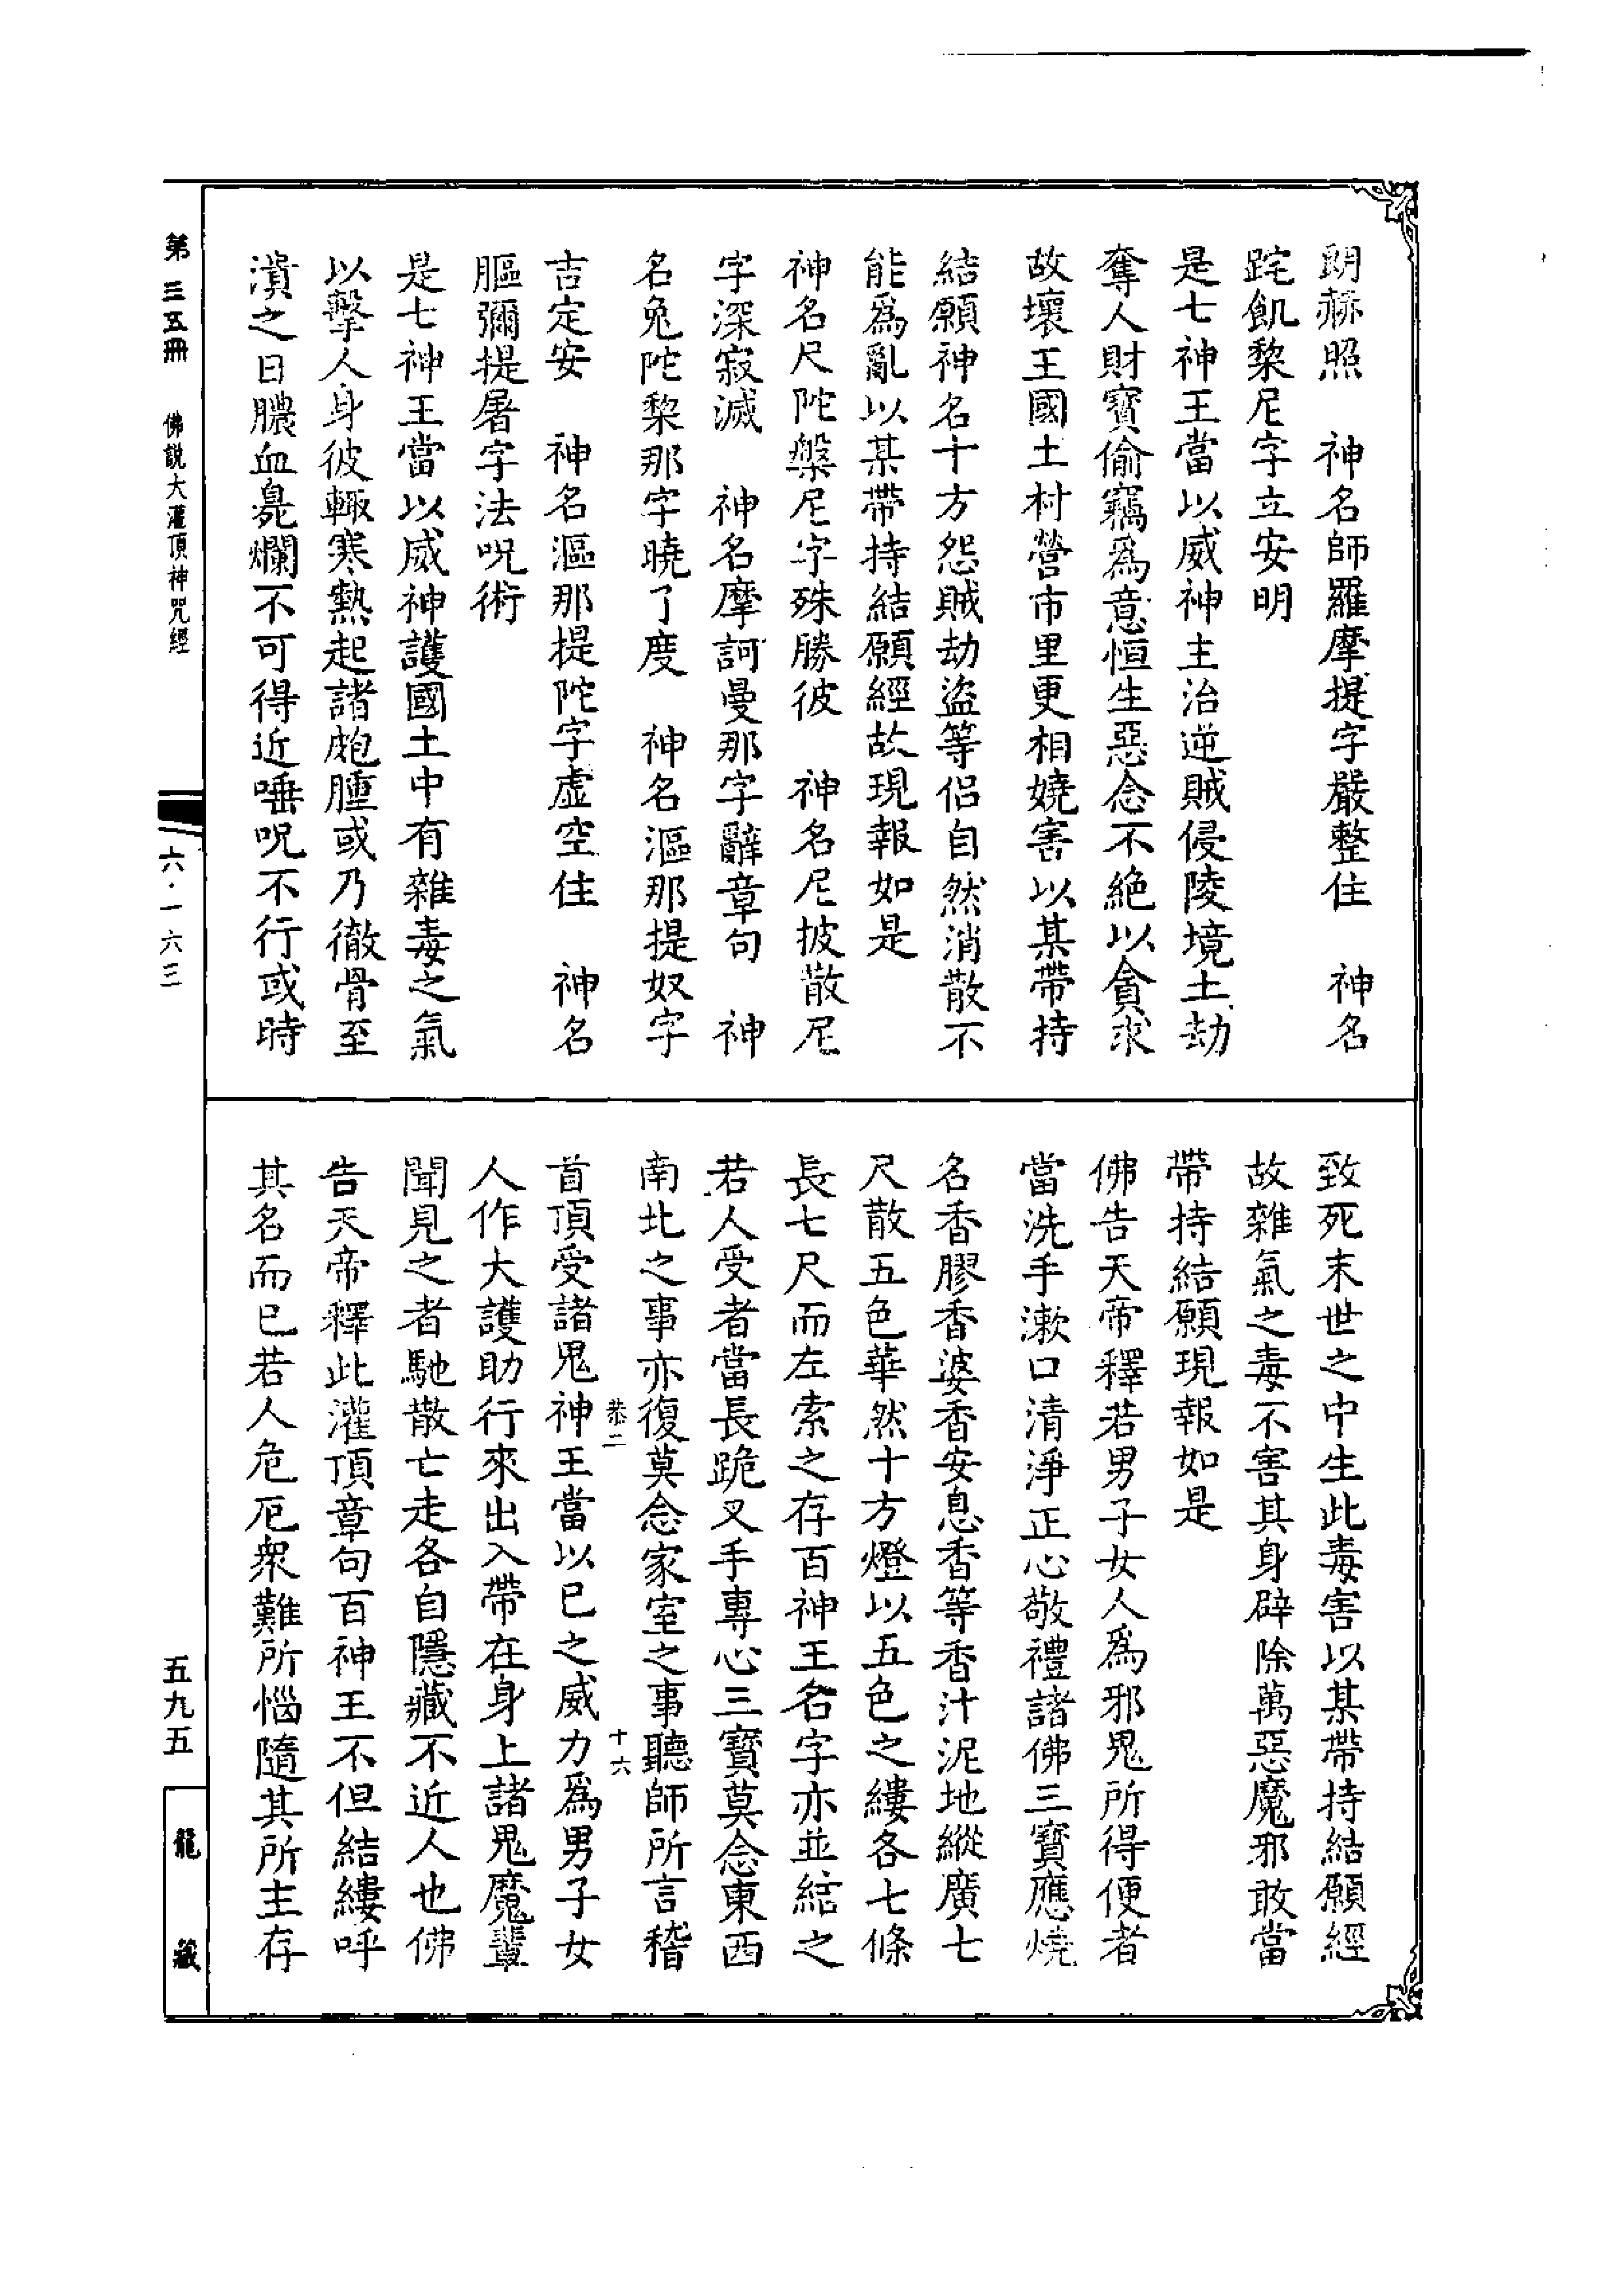 朗赫照　神名師羅摩提字嚴整住　神名
跎飢黎尼字立安明
是七神王當以威神主治逆賊侵陵境土劫
奪人財寶偷竊爲意恒生惡念不絶以貪求
故壞王國土村營市里更相嬈害以某帶持
結願神名十方怨賊劫盜等侶自然消散不
能爲亂以某帶持結願經故現報如是
神名尺陀槃尼字殊勝彼　神名尼披散尼
字深寂滅　神名摩訶曼那字辭章句　神
名兔陀黎那字曉了度　神名漚那提奴字
吉定安　神名漚那提陀字虛空住　神名
膒彌提屠字法呪術
是七神王當以威神護國土中有雜毒之氣
以擊人身彼輙寒熱起諸皰腫或乃徹骨至
潰之日膿血臰爛不可得近唾呪不行或時
致死末世之中生此毒害以某帶持結願經
故雜氣之毒不害其身辟除萬惡魔邪敢當
帶持結願現報如是
佛告天帝釋若男子女人爲邪鬼所得便者
當洗手漱口清淨正心敬禮諸佛三寶應燒
名香膠香婆香安息香等香汁泥地縱廣七
尺散五色華然十方燈以五色之縷各七條
長七尺而左索之存百神王名字亦並結之
若人受者當長跪叉手專心三寶莫念東西
南北之事亦復莫念家室之事聽師所言稽
恭二　十六
首頂受諸鬼神王當以已之威力爲男子女
人作大護助行來出入帶在身上諸鬼魔輩
聞見之者馳散亡走各自隱藏不近人也佛
告天帝釋此灌頂章句百神王不但結縷呼
其名而已若人危厄衆難所惱隨其所主存
第三五冊　佛説大灌頂神咒經
六·一六三
五九五
龍藏